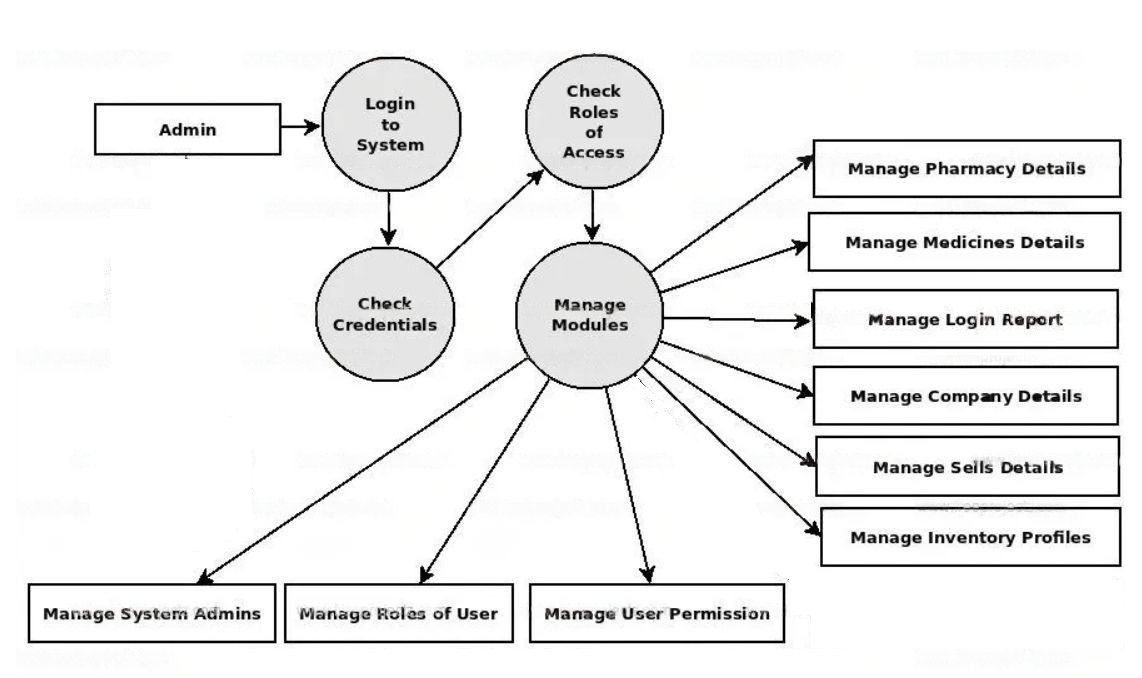 Admin
Login
to
System
Check
Roles
of
Access
Check
Credentials
Manage
Modules
Manage Pharmacy Details
Manage Medicines Details
Manage Login Report
Manage Company Details
Manage Sells Details
Manage Inventory Profiles
Manage System Admins
Manage Roles of User
Manage User Permission